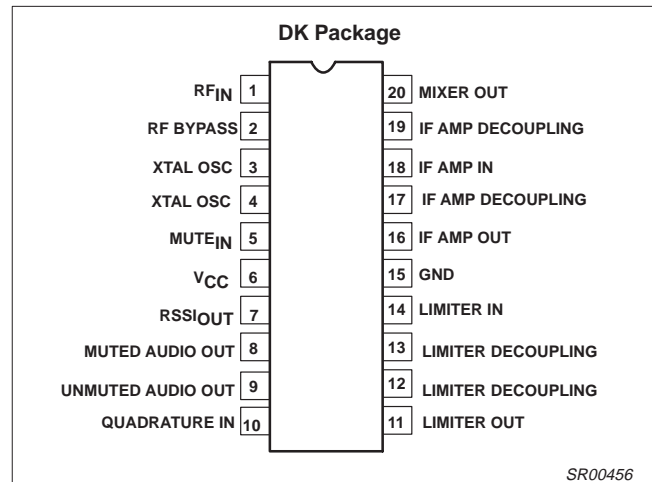 DK Package
RFIN 1
RF BYPASS 2
XTAL OSC 3
XTAL OSC 4
MUTEIN 5
VCC 6
RSSIOUT 7
MUTED AUDIO OUT 8
UNMUTED AUDIO OUT 9
QUADRATURE IN 10
20 MIXER OUT
19 IF AMP DECOUPLING
18 IF AMP IN
17 IF AMP DECOUPLING
16 IF AMP OUT
15 GND
14 LIMITER IN
13 LIMITER DECOUPLING
12 LIMITER DECOUPLING
11 LIMITER OUT
SR00456